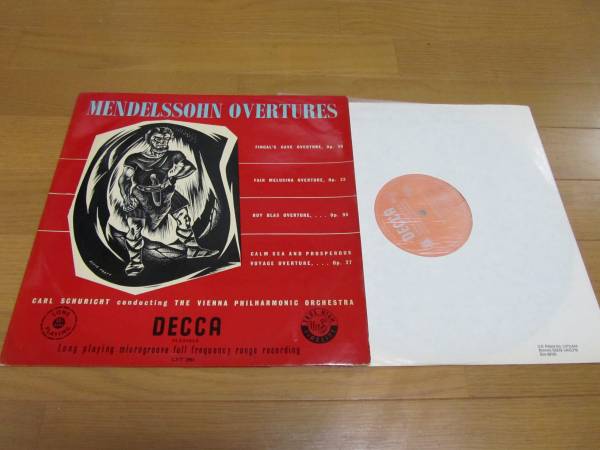 MENDELSSOHN OVERTURES
FINGAL'S CAVE OVERTURE, Op. 26
FAIR MELUSINA OVERTURE, Op. 32
RUY BLAS OVERTURE, . . . Op. 95
CALM SEA AND PROSPEROUS
VOYAGE OVERTURE, . . . Op. 27
CARL SCHURICHT conducting THE VIENNA PHILHARMONIC ORCHESTRA
LONG
PLAYING
DECCA
Long playing microgroove full frequency range recording
DECCA